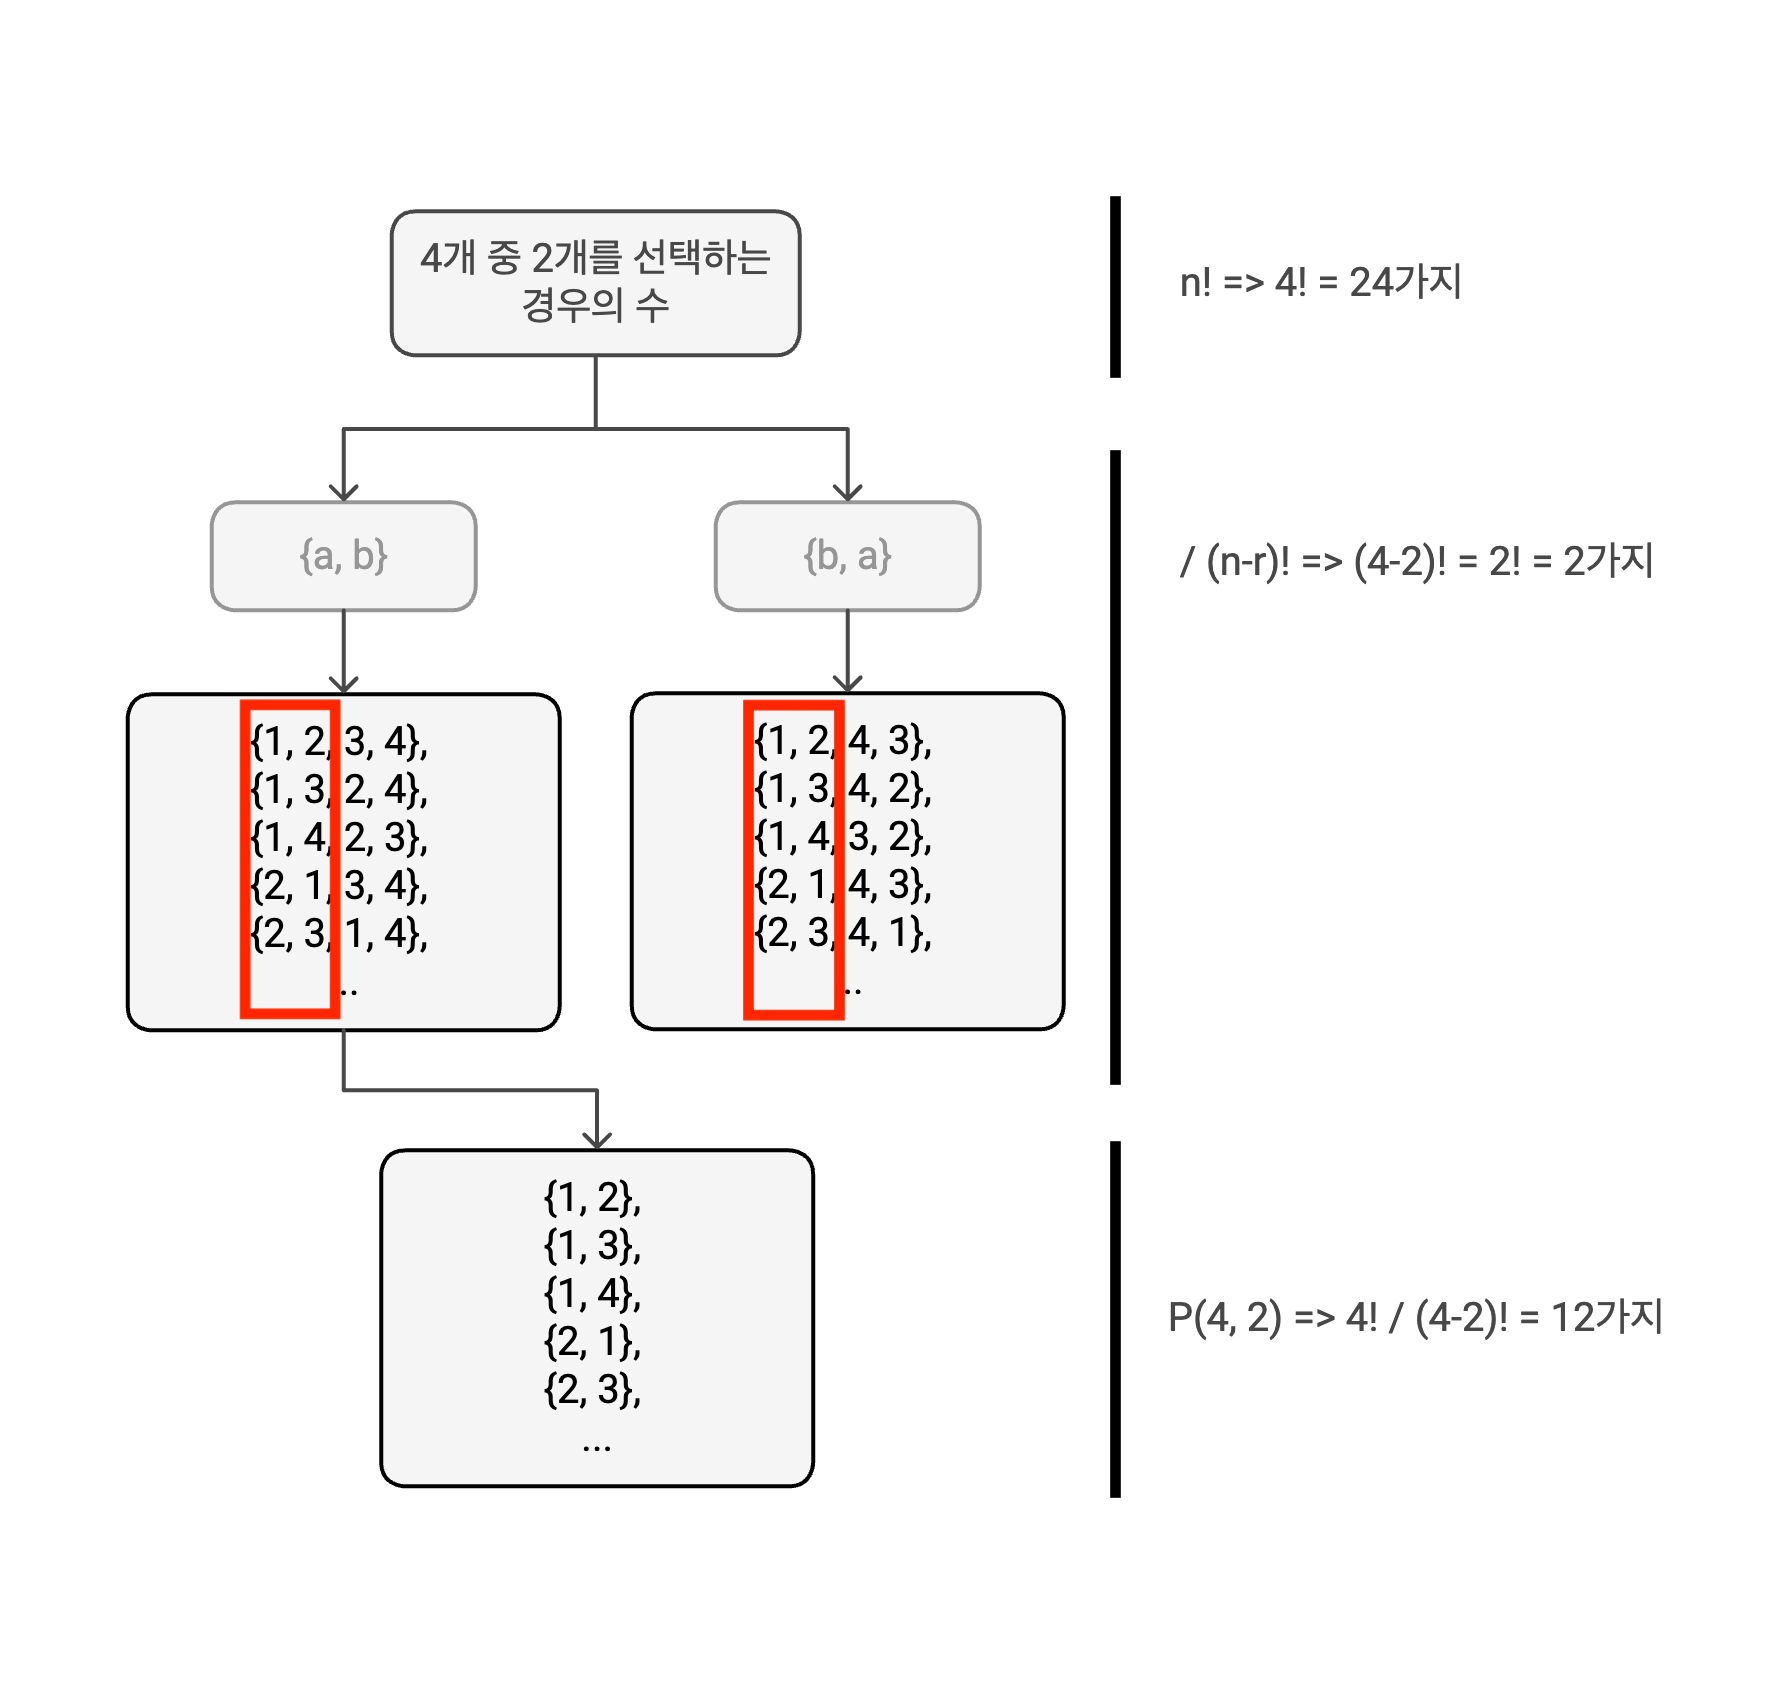 4개 중 2개를 선택하는
경우의 수
n! => 4! = 24가지
{a, b}
{b, a}
/ (n-r)! => (4-2)! = 2! = 2가지
{1, 2, 3, 4},
{1, 3, 2, 4},
{1, 4, 2, 3},
{2, 1, 3, 4},
{2, 3, 1, 4},
..
{1, 2, 4, 3},
{1, 3, 4, 2},
{1, 4, 3, 2},
{2, 1, 4, 3},
{2, 3, 4, 1},
..
{1, 2},
{1, 3},
{1, 4},
{2, 1},
{2, 3},
...
P(4, 2) => 4! / (4-2)! = 12가지